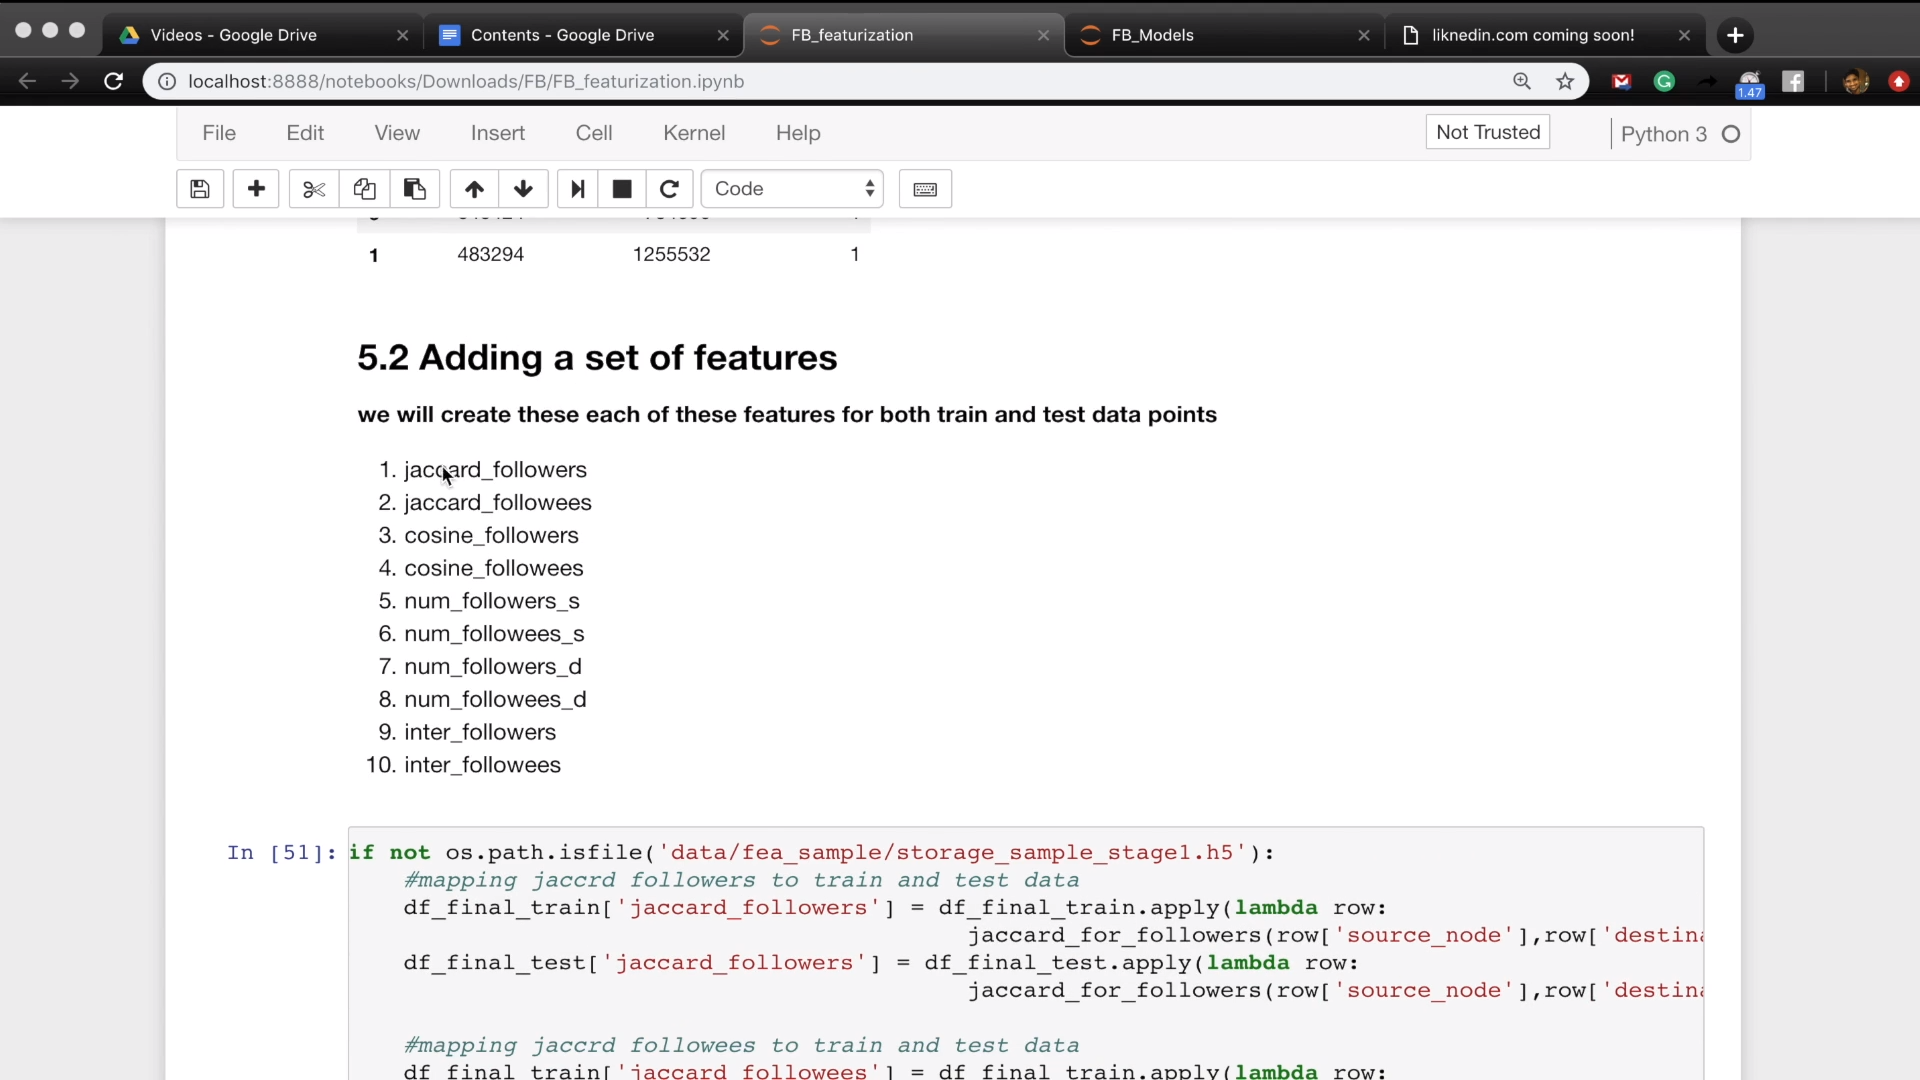 Videos - Google Drive
Contents - Google Drive
FB_featurization
FB_Models
liknedin.com coming soon!
localhost:8888/notebooks/Downloads/FB/FB_featurization.ipynb
1.47
File Edit View Insert Cell Kernel Help
Not Trusted
Python 3
Code
1 483294 1255532 1
5.2 Adding a set of features
we will create these each of these features for both train and test data points
1. jaccard_followers
2. jaccard_followees
3. cosine_followers
4. cosine_followees
5. num_followers_s
6. num_followees_s
7. num_followers_d
8. num_followees_d
9. inter_followers
10. inter_followees
In [51]: if not os.path.isfile('data/fea_sample/storage_sample_stage1.h5'):
#mapping jaccrd followers to train and test data
df_final_train['jaccard_followers'] = df_final_train.apply(lambda row:
jaccard_for_followers(row['source_node'],row['destina
df_final_test['jaccard_followers'] = df_final_test.apply(lambda row:
jaccard_for_followers(row['source_node'],row['destina
#mapping jaccrd followees to train and test data
df_final_train['jaccard_followees'] = df_final_train.apply(lambda row: